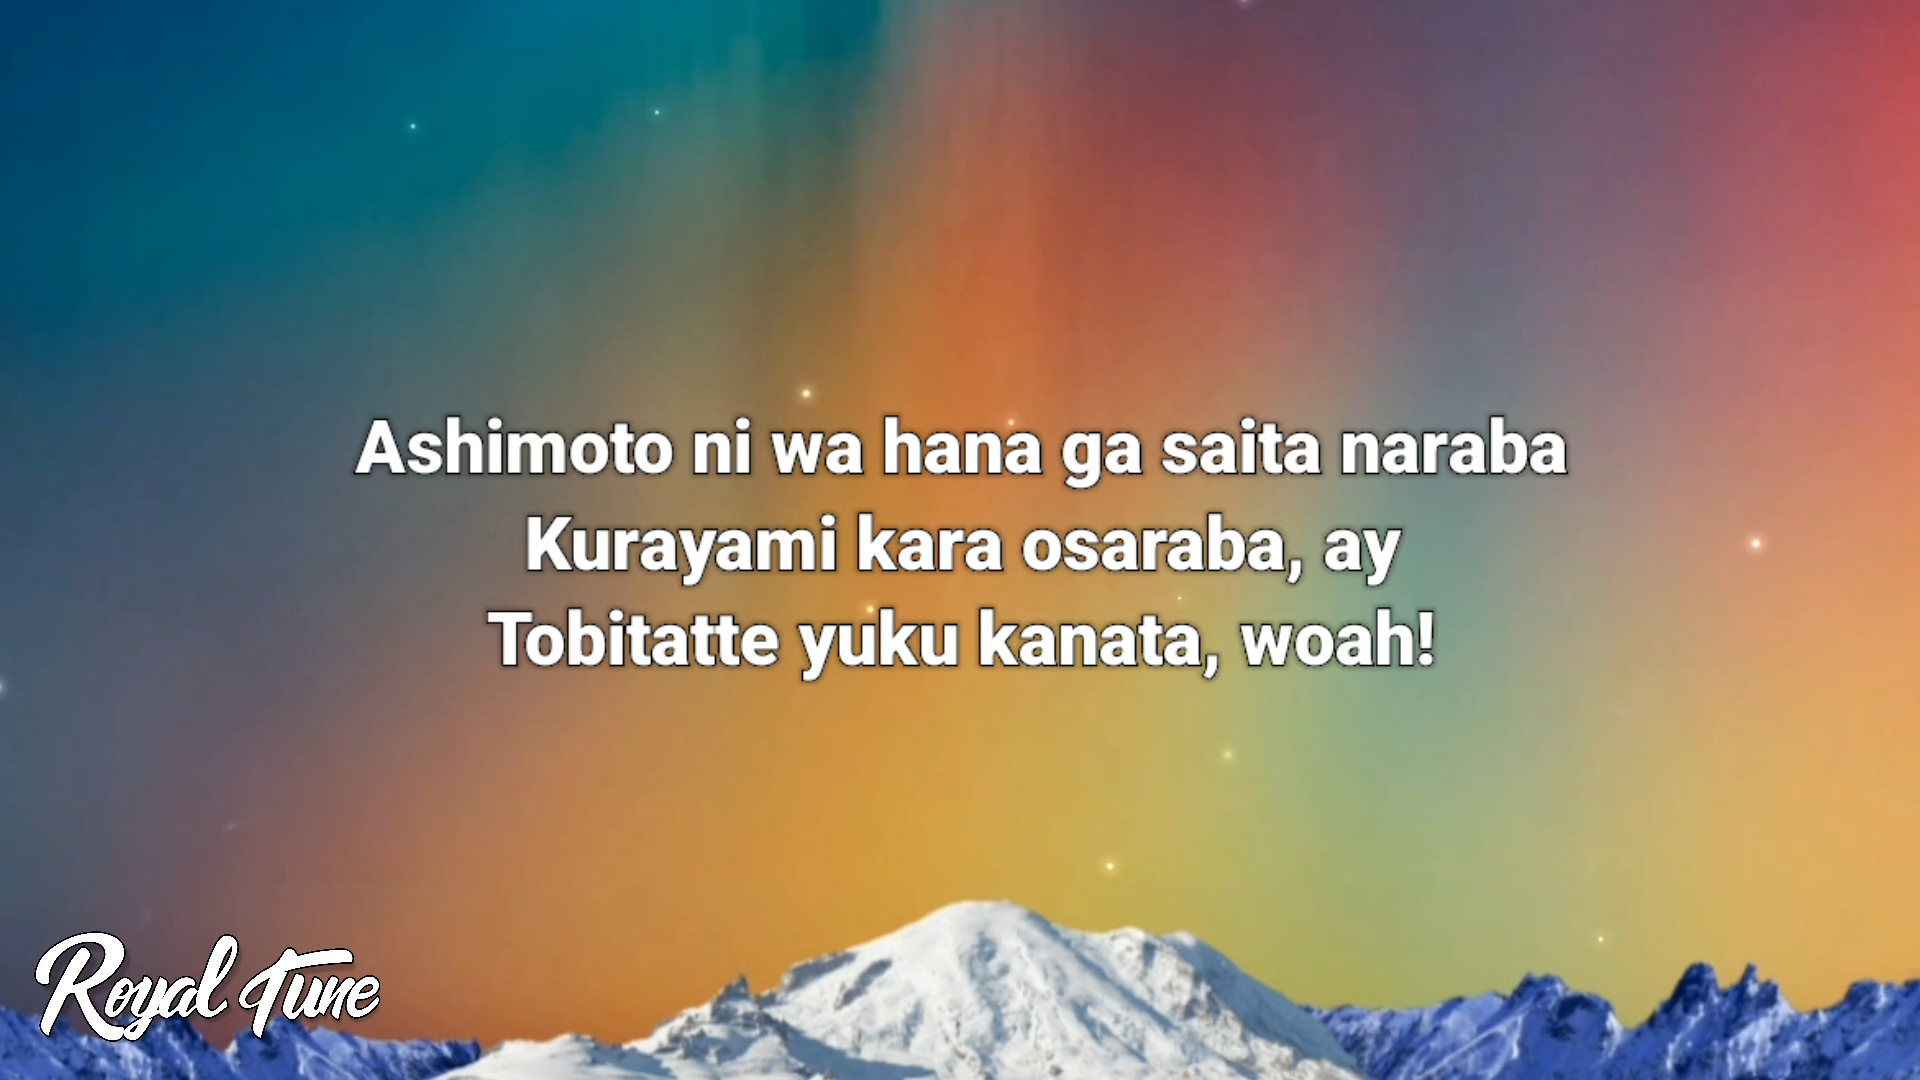 Ashimoto ni wa hana ga saita naraba
Kurayami kara osaraba, ay
Tobitatte yuku kanata, woah!
Royal Tune